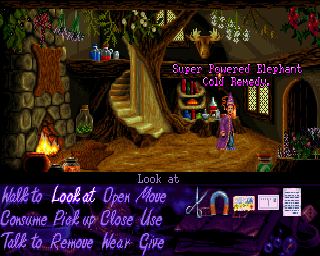 Super Powered Elephant
Cold Remedy.
Look at
Walk to Look at Open Move
Consume Pick up Close Use
Talk to Remove Wear Give